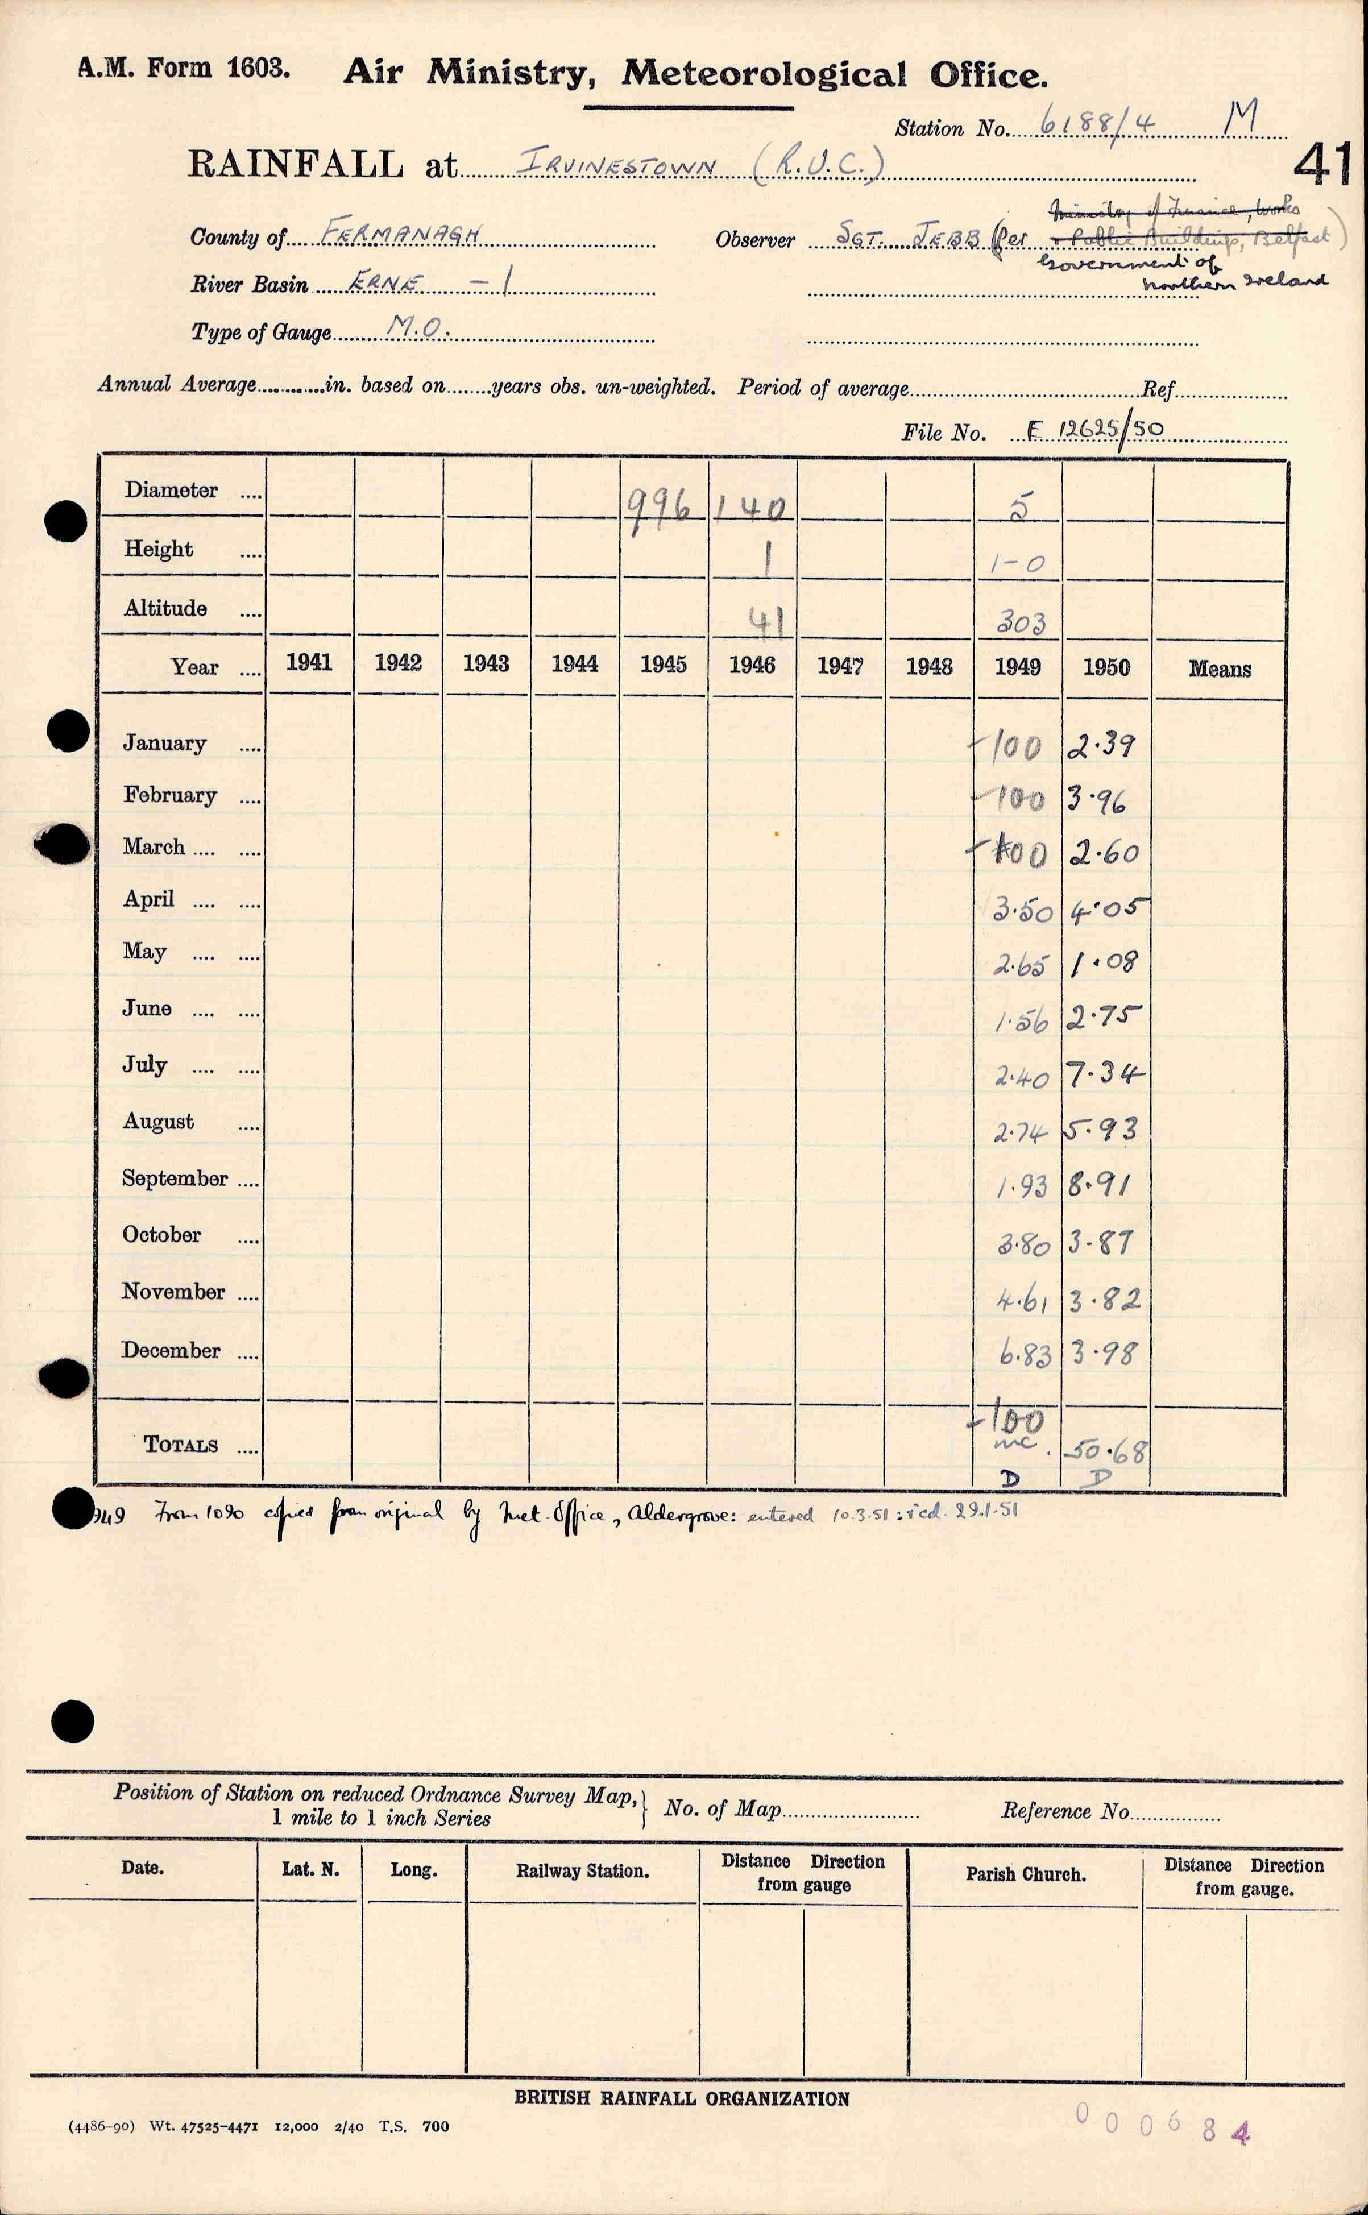 A.M. Form 1603. Air Ministry, Meteorological Office.
Station No. 6188/4 M
RAINFALL at IRVINESTOWN (R.U.C.)
41
Ministry of Finance, Works
County of FERMANAGH Observer SGT. JEBB (per & Public Buildings, Belfast)
Government of
River Basin ERNE - 1 Northern Ireland
Type of Gauge M.O.
Annual Average............in. based on........years obs. un-weighted. Period of average........Ref........
File No. E 12625/50
Diameter .... 996 140 5
Height .... 1 1-0
Altitude .... 41 303
Year .... 1941 1942 1943 1944 1945 1946 1947 1948 1949 1950 Means
January .... -100 2.39
February .... -100 3.96
March .... .... -100 2.60
April .... .... 3.50 4.05
May .... .... 2.65 1.08
June .... .... 1.56 2.75
July .... .... 2.40 7.34
August .... 2.74 5.93
September .... 1.93 8.91
October .... 3.80 3.87
November .... 4.61 3.82
December .... 6.83 3.98
-100
TOTALS .... inc. 50.68
D D
949 From 1090 copied from original by Met. Office, Aldergrove: entered 10.3.51: rcd. 29.1.51
Position of Station on reduced Ordnance Survey Map,
1 mile to 1 inch Series } No. of Map........ Reference No........
Date. Lat. N. Long. Railway Station. Distance Direction from gauge Parish Church. Distance Direction from gauge.
BRITISH RAINFALL ORGANIZATION
(4486-90) Wt. 47525-4471 12,000 2/40 T.S. 700
000684